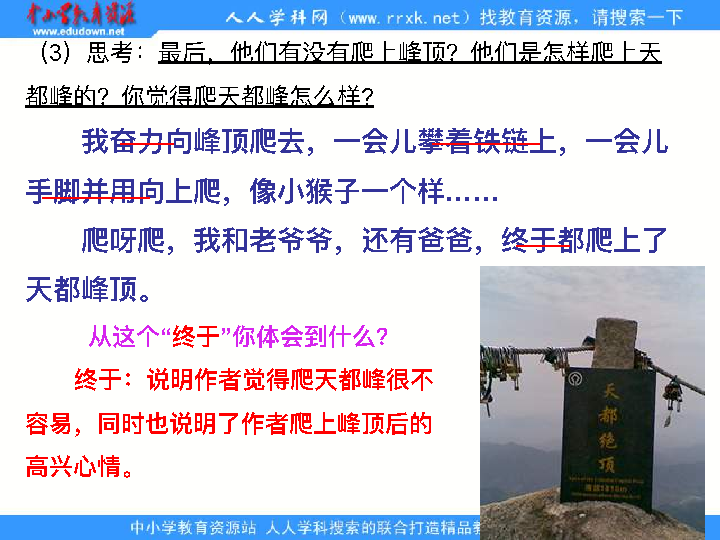 中小学教育资源
www.edudown.net
人人学科网（www.rrxk.net）找教育资源，请搜索一下
（3）思考：最后，他们有没有爬上峰顶？他们是怎样爬上天
都峰的？你觉得爬天都峰怎么样?
我奋力向峰顶爬去，一会儿攀着铁链上，一会儿
手脚并用向上爬，像小猴子一个样……
爬呀爬，我和老爷爷，还有爸爸，终于都爬上了
天都峰顶。
从这个“终于”你体会到什么？
终于：说明作者觉得爬天都峰很不
容易，同时也说明了作者爬上峰顶后的
高兴心情。
天都绝顶
中小学教育资源站 人人学科搜索的联合打造精品教